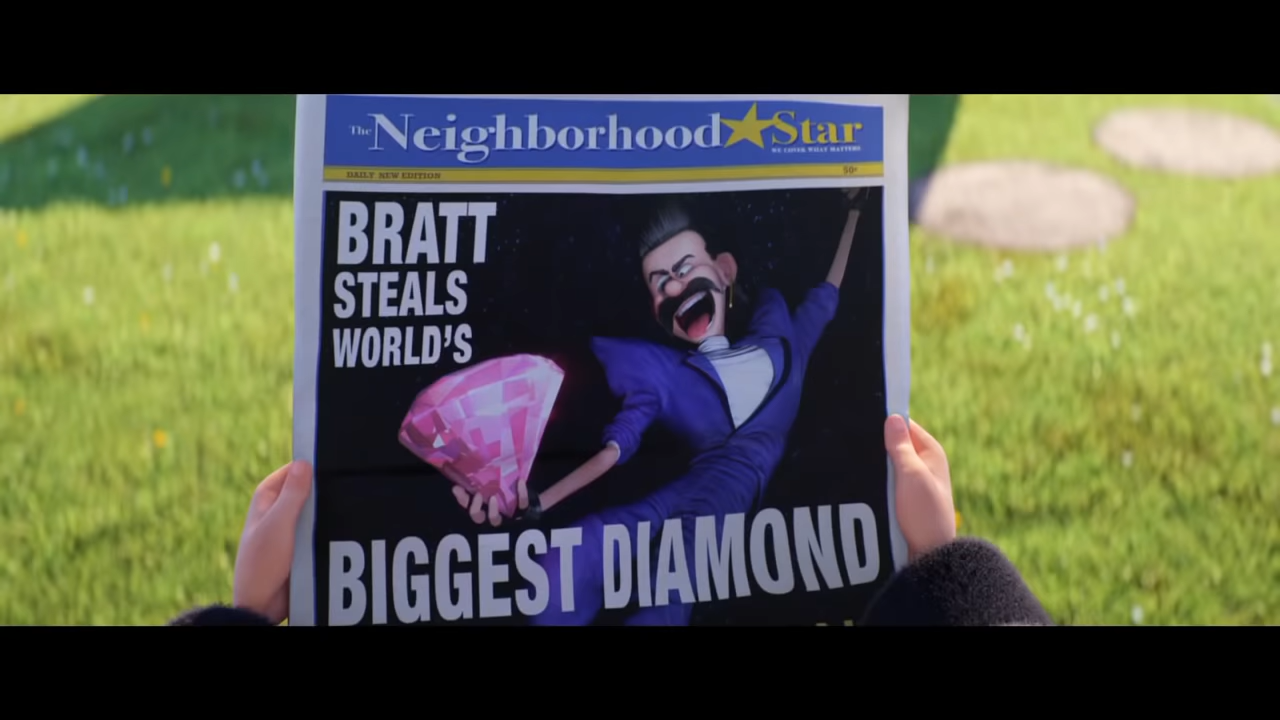 The Neighborhood Star
WE COVER WHAT MATTERS
DAILY NEW EDITION 50¢
BRATT
STEALS
WORLD'S
BIGGEST DIAMOND